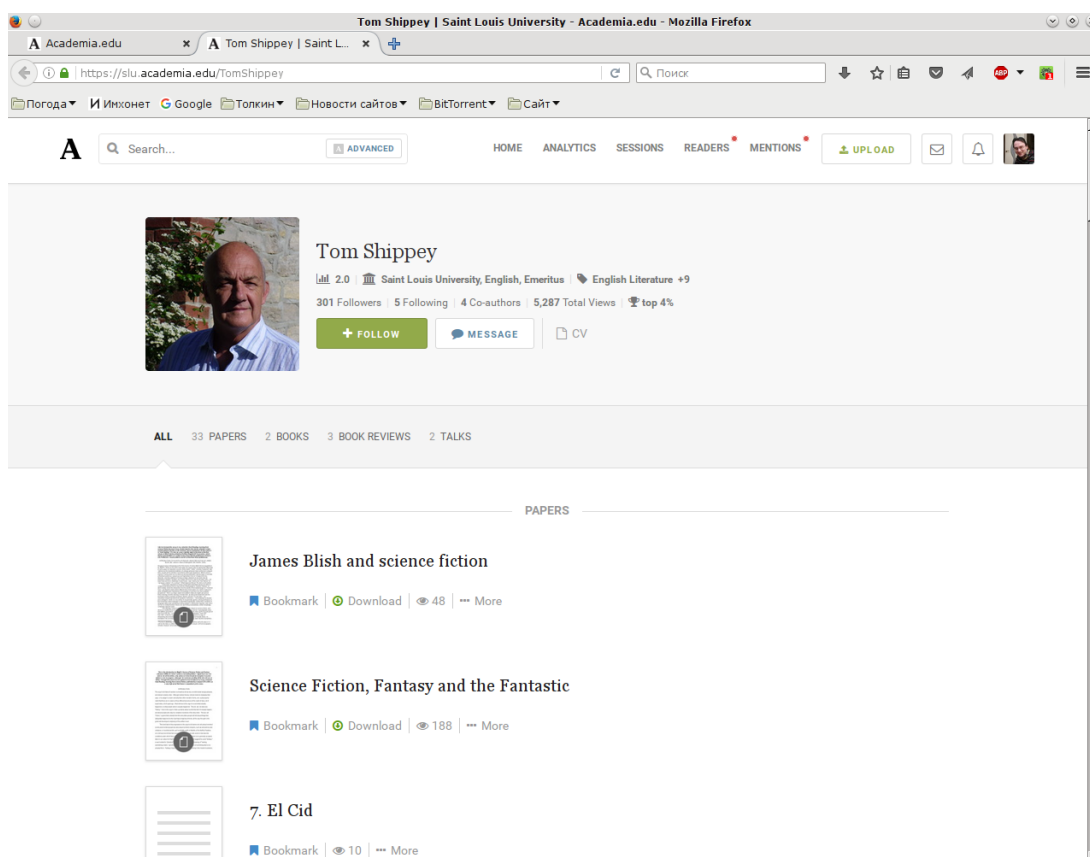 Tom Shippey | Saint Louis University - Academia.edu - Mozilla Firefox
A Academia.edu
A Tom Shippey | Saint L...
https://slu.academia.edu/TomShippey
Поиск
ABP
Погода И Имхонет G Google Толкин Новости сайтов BitTorrent Сайт
A Search... A ADVANCED HOME ANALYTICS SESSIONS READERS MENTIONS UPLOAD
Tom Shippey
2.0 | Saint Louis University, English, Emeritus | English Literature +9
301 Followers | 5 Following | 4 Co-authors | 5,287 Total Views | top 4%
+ FOLLOW MESSAGE CV
ALL 33 PAPERS 2 BOOKS 3 BOOK REVIEWS 2 TALKS
PAPERS
James Blish and science fiction
Bookmark | Download | 48 | ••• More
Science Fiction, Fantasy and the Fantastic
Bookmark | Download | 188 | ••• More
7. El Cid
Bookmark | 10 | ••• More